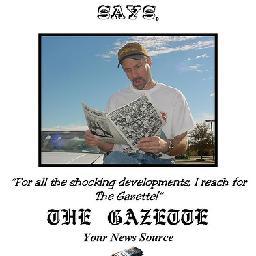 SAYS,
"For all the shocking developments, I reach for
The Gazette!"
THE GAZETTE
Your News Source